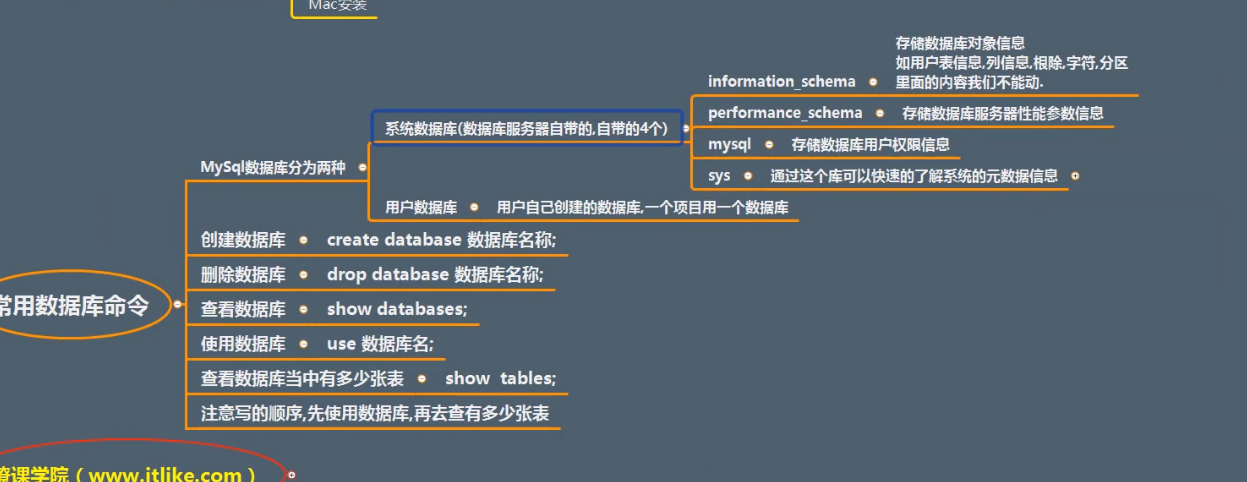 Mac安装
存储数据库对象信息
如用户表信息,列信息,根除,字符,分区
里面的内容我们不能动.
information_schema
performance_schema 存储数据库服务器性能参数信息
系统数据库(数据库服务器自带的,自带的4个)
mysql 存储数据库用户权限信息
MySql数据库分为两种
sys 通过这个库可以快速的了解系统的元数据信息
用户数据库 用户自己创建的数据库,一个项目用一个数据库
创建数据库 create database 数据库名称;
删除数据库 drop database 数据库名称;
查看数据库 show databases;
常用数据库命令
使用数据库 use 数据库名;
查看数据库当中有多少张表 show tables;
注意写的顺序,先使用数据库,再去查有多少张表
课学院（www.itlike.com）